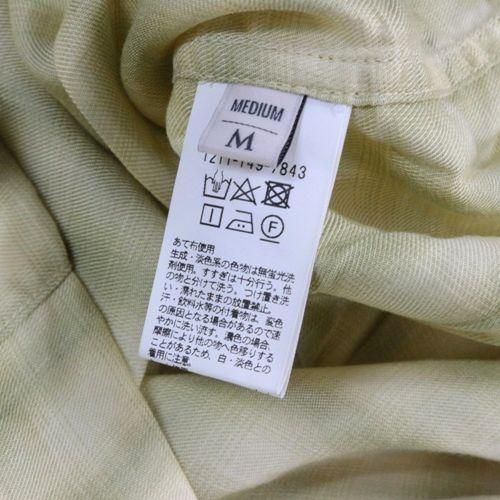 MEDIUM
M
1211-149-7843
F
あて布使用
生成・淡色系の色物は無蛍光洗
剤使用。すすぎは十分行う。他
の物と分けて洗う。つけ置き洗
い・濡れたままの放置禁止。
汗・飲料水等の付着物は、変色
の原因となる場合があるので速
やかに洗い流す。濃色の場合、
摩擦により他の物へ色移りする
ことがあるため、白・淡色との
着用に注意